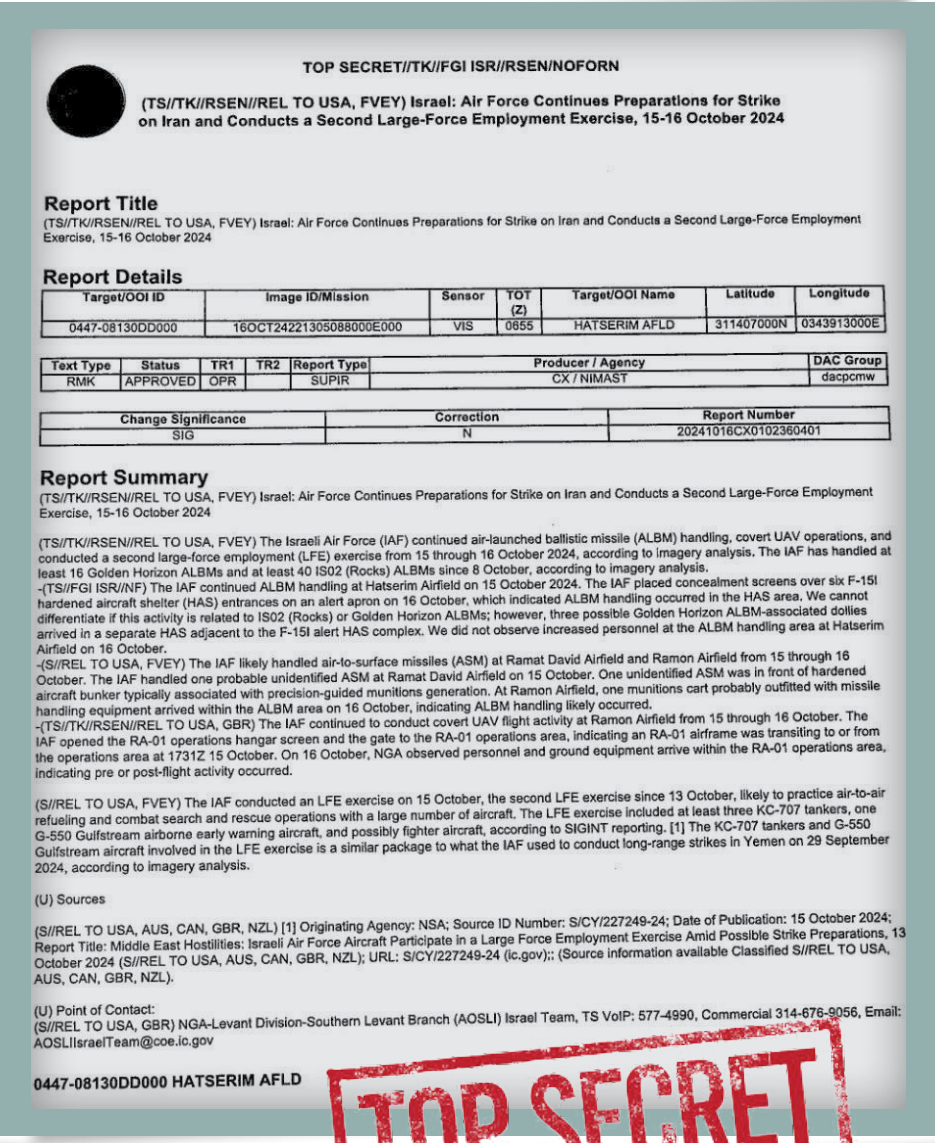 TOP SECRET//TK//FGI ISR//RSEN/NOFORN
(TS//TK//RSEN//REL TO USA, FVEY) Israel: Air Force Continues Preparations for Strike
on Iran and Conducts a Second Large-Force Employment Exercise, 15-16 October 2024
Report Title
(TS//TK//RSEN//REL TO USA, FVEY) Israel: Air Force Continues Preparations for Strike on Iran and Conducts a Second Large-Force Employment
Exercise, 15-16 October 2024
Report Details
Target/OOI ID Image ID/Mission Sensor TOT (Z) Target/OOI Name Latitude Longitude
0447-08130DD000 16OCT24221305088000E000 VIS 0655 HATSERIM AFLD 311407000N 0343913000E
Text Type Status TR1 TR2 Report Type Producer / Agency DAC Group
RMK APPROVED OPR SUPIR CX / NIMAST dacpcmw
Change Significance Correction Report Number
SIG N 20241016CX0102360401
Report Summary
(TS//TK//RSEN//REL TO USA, FVEY) Israel: Air Force Continues Preparations for Strike on Iran and Conducts a Second Large-Force Employment
Exercise, 15-16 October 2024
(TS//TK//RSEN//REL TO USA, FVEY) The Israeli Air Force (IAF) continued air-launched ballistic missile (ALBM) handling, covert UAV operations, and
conducted a second large-force employment (LFE) exercise from 15 through 16 October 2024, according to imagery analysis. The IAF has handled at
least 16 Golden Horizon ALBMs and at least 40 IS02 (Rocks) ALBMs since 8 October, according to imagery analysis.
-(TS//FGI ISR//NF) The IAF continued ALBM handling at Hatserim Airfield on 15 October 2024. The IAF placed concealment screens over six F-15I
hardened aircraft shelter (HAS) entrances on an alert apron on 16 October, which indicated ALBM handling occurred in the HAS area. We cannot
differentiate if this activity is related to IS02 (Rocks) or Golden Horizon ALBMs; however, three possible Golden Horizon ALBM-associated dollies
arrived in a separate HAS adjacent to the F-15I alert HAS complex. We did not observe increased personnel at the ALBM handling area at Hatserim
Airfield on 16 October.
-(S//REL TO USA, FVEY) The IAF likely handled air-to-surface missiles (ASM) at Ramat David Airfield and Ramon Airfield from 15 through 16
October. The IAF handled one probable unidentified ASM at Ramat David Airfield on 15 October. One unidentified ASM was in front of hardened
aircraft bunker typically associated with precision-guided munitions generation. At Ramon Airfield, one munitions cart probably outfitted with missile
handling equipment arrived within the ALBM area on 16 October, indicating ALBM handling likely occurred.
-(TS//TK//RSEN//REL TO USA, GBR) The IAF continued to conduct covert UAV flight activity at Ramon Airfield from 15 through 16 October. The
IAF opened the RA-01 operations hangar screen and the gate to the RA-01 operations area, indicating an RA-01 airframe was transiting to or from
the operations area at 1731Z 15 October. On 16 October, NGA observed personnel and ground equipment arrive within the RA-01 operations area,
indicating pre or post-flight activity occurred.
(S//REL TO USA, FVEY) The IAF conducted an LFE exercise on 15 October, the second LFE exercise since 13 October, likely to practice air-to-air
refueling and combat search and rescue operations with a large number of aircraft. The LFE exercise included at least three KC-707 tankers, one
G-550 Gulfstream airborne early warning aircraft, and possibly fighter aircraft, according to SIGINT reporting. [1] The KC-707 tankers and G-550
Gulfstream aircraft involved in the LFE exercise is a similar package to what the IAF used to conduct long-range strikes in Yemen on 29 September
2024, according to imagery analysis.
(U) Sources
(S//REL TO USA, AUS, CAN, GBR, NZL) [1] Originating Agency: NSA; Source ID Number: S/CY/227249-24; Date of Publication: 15 October 2024;
Report Title: Middle East Hostilities: Israeli Air Force Aircraft Participate in a Large Force Employment Exercise Amid Possible Strike Preparations, 13
October 2024 (S//REL TO USA, AUS, CAN, GBR, NZL); URL: S/CY/227249-24 (ic.gov);; (Source information available Classified S//REL TO USA,
AUS, CAN, GBR, NZL).
(U) Point of Contact:
(S//REL TO USA, GBR) NGA-Levant Division-Southern Levant Branch (AOSLI) Israel Team, TS VoIP: 577-4990, Commercial 314-676-9056, Email:
AOSLIIsraelTeam@coe.ic.gov
0447-08130DD000 HATSERIM AFLD
TOP SECRET